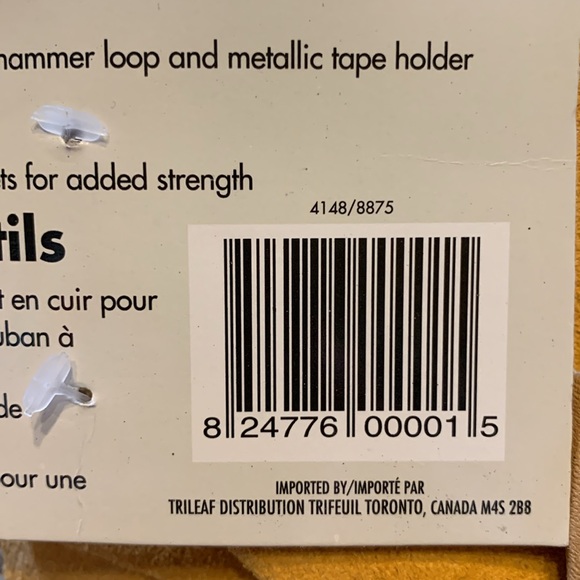 hammer loop and metallic tape holder
ts for added strength
4148/8875
tils
t en cuir pour
uban à
de
our une
8 24776 00001 5
IMPORTED BY/IMPORTÉ PAR
TRILEAF DISTRIBUTION TRIFEUIL TORONTO, CANADA M4S 2B8